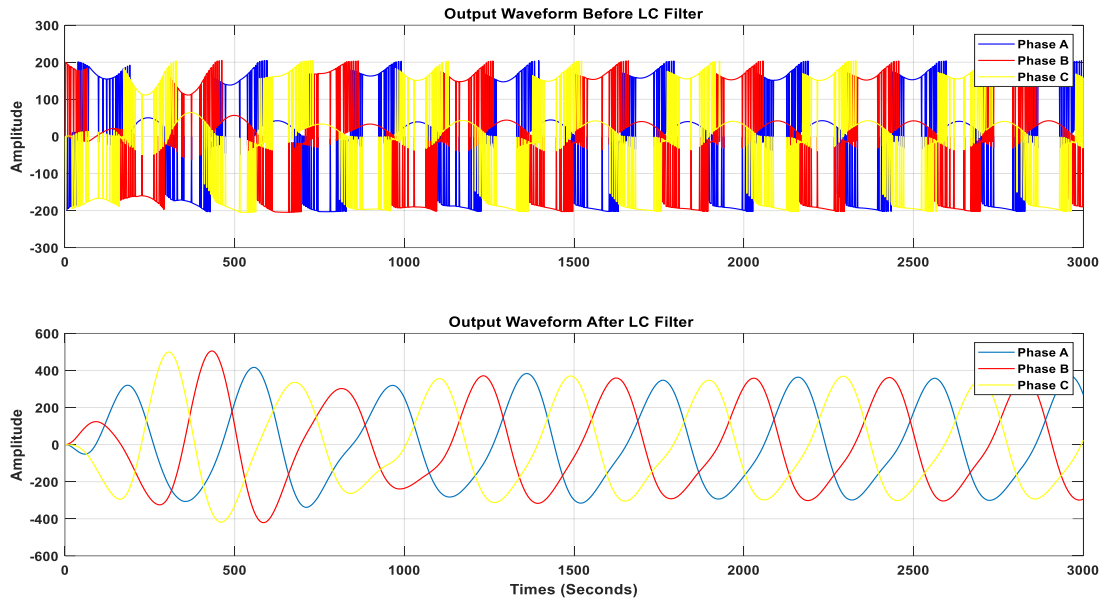 Output Waveform Before LC Filter
300
200
100
0
-100
-200
-300
Amplitude
Phase A
Phase B
Phase C
0 500 1000 1500 2000 2500 3000
Output Waveform After LC Filter
600
400
200
0
-200
-400
-600
Amplitude
Phase A
Phase B
Phase C
0 500 1000 1500 2000 2500 3000
Times (Seconds)